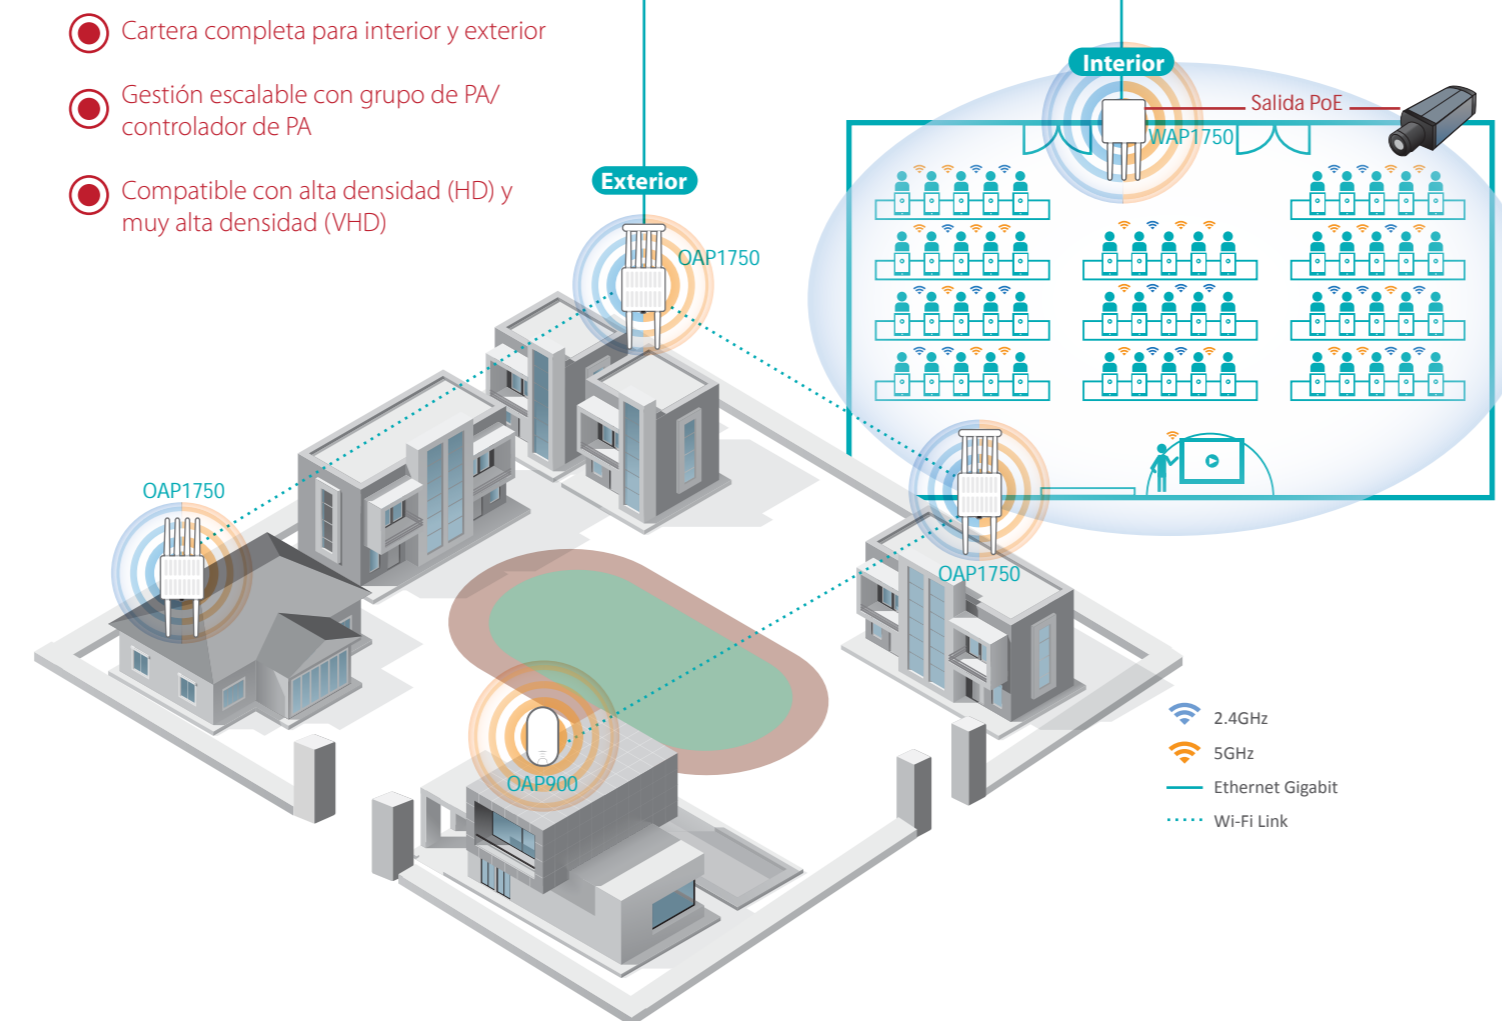 Cartera completa para interior y exterior
Gestión escalable con grupo de PA/
controlador de PA
Compatible con alta densidad (HD) y
muy alta densidad (VHD)
Interior
Salida PoE
WAP1750
Exterior
OAP1750
OAP1750
OAP1750
OAP900
2.4GHz
5GHz
Ethernet Gigabit
Wi-Fi Link